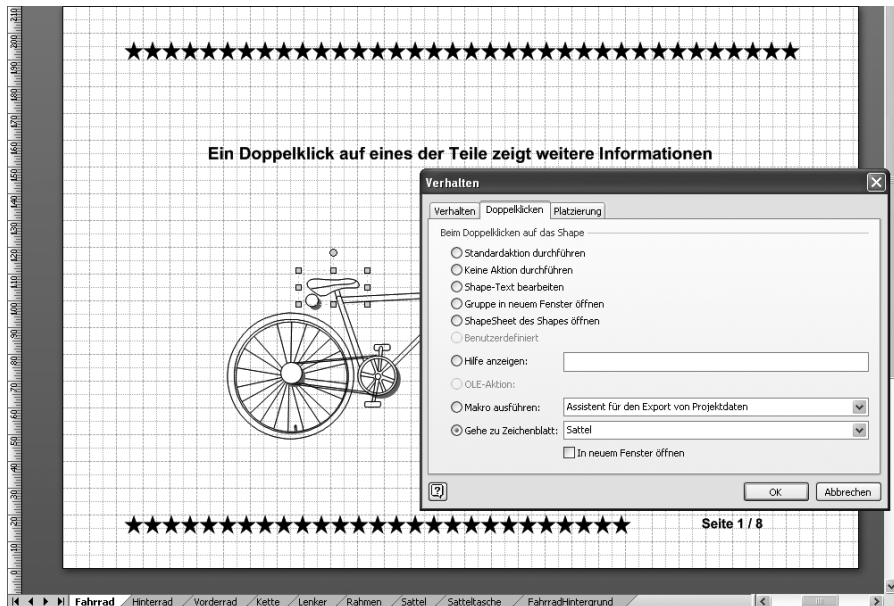 Ein Doppelklick auf eines der Teile zeigt weitere Informationen
Verhalten
Verhalten Doppelklicken Platzierung
Beim Doppelklicken auf das Shape
Standardaktion durchführen
Keine Aktion durchführen
Shape-Text bearbeiten
Gruppe in neuem Fenster öffnen
ShapeSheet des Shapes öffnen
Benutzerdefiniert
Hilfe anzeigen:
OLE-Aktion:
Makro ausführen: Assistent für den Export von Projektdaten
Gehe zu Zeichenblatt: Sattel
In neuem Fenster öffnen
OK Abbrechen
Seite 1 / 8
Fahrrad Hinterrad Vorderrad Kette Lenker Rahmen Sattel Satteltasche FahrradHintergrund